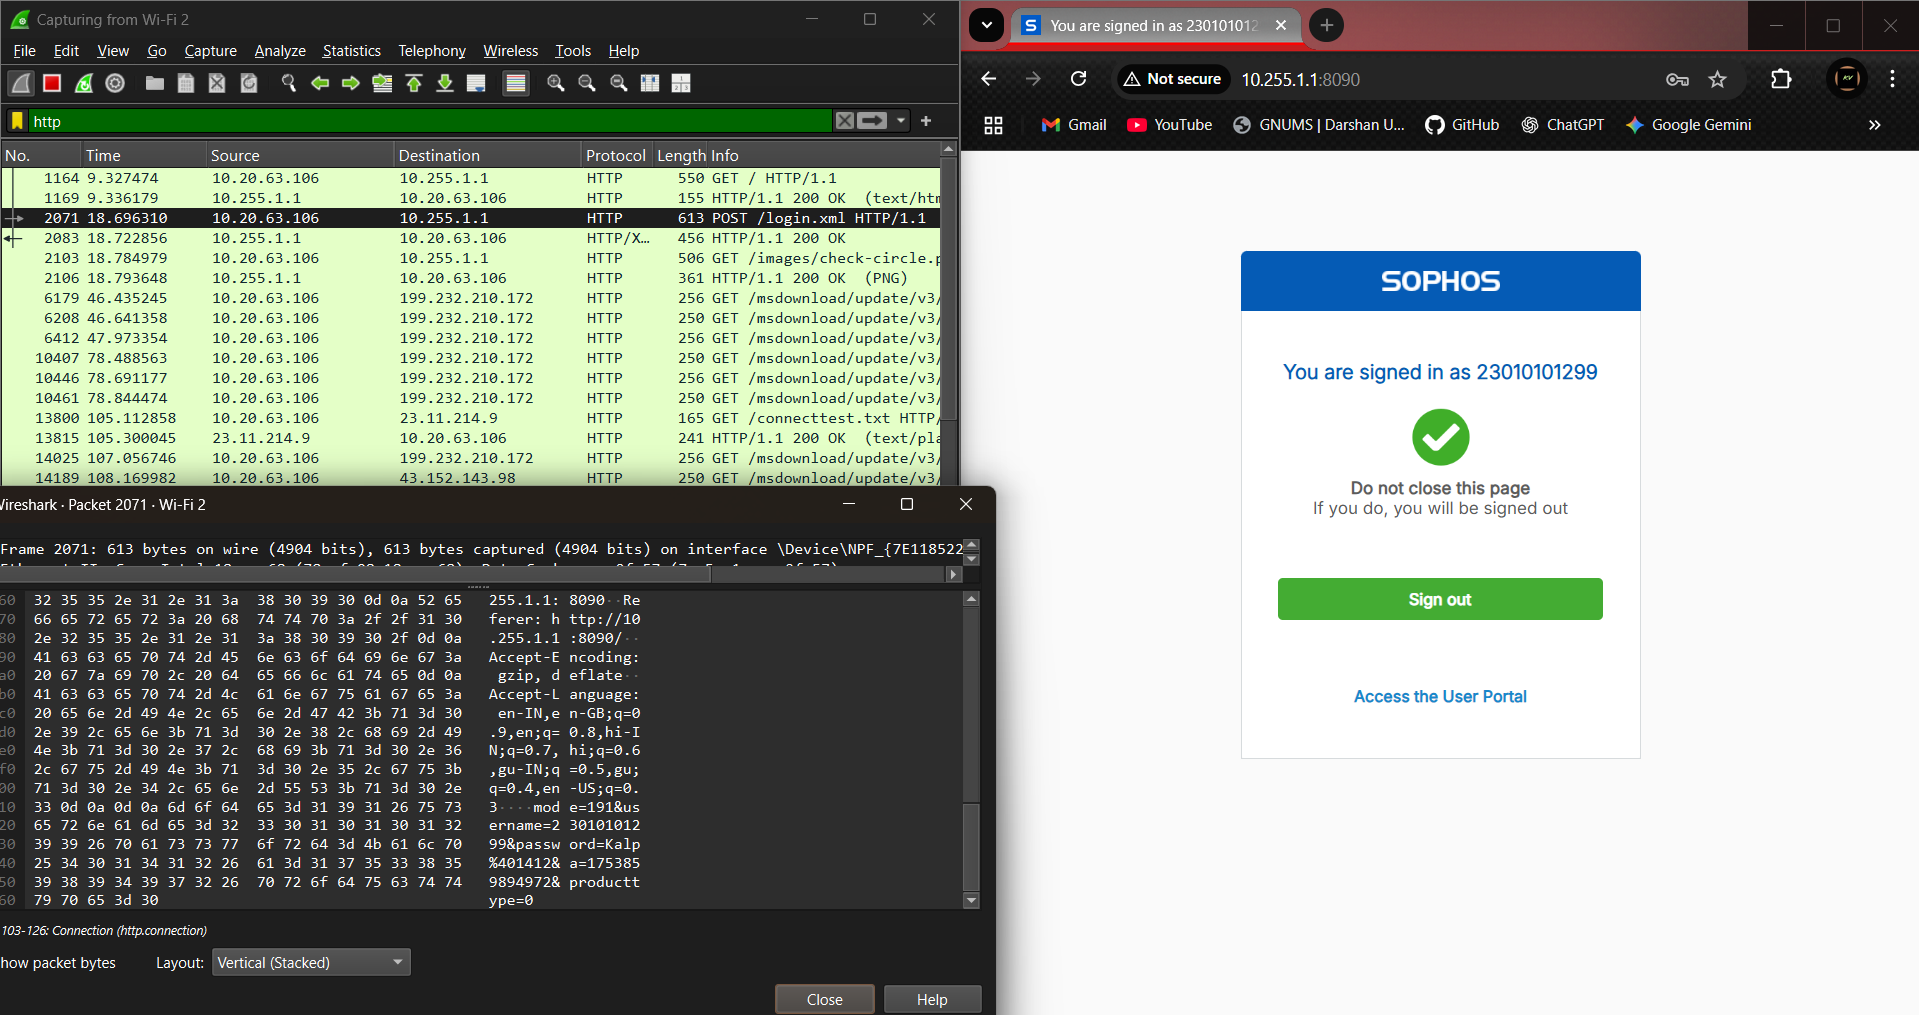 Capturing from Wi-Fi 2
File Edit View Go Capture Analyze Statistics Telephony Wireless Tools Help
http
No. Time Source Destination Protocol Length Info
1164 9.327474 10.20.63.106 10.255.1.1 HTTP 550 GET / HTTP/1.1
1169 9.336179 10.255.1.1 10.20.63.106 HTTP 155 HTTP/1.1 200 OK (text/htm
2071 18.696310 10.20.63.106 10.255.1.1 HTTP 613 POST /login.xml HTTP/1.1
2083 18.722856 10.255.1.1 10.20.63.106 HTTP/X… 456 HTTP/1.1 200 OK
2103 18.784979 10.20.63.106 10.255.1.1 HTTP 506 GET /images/check-circle.p
2106 18.793648 10.255.1.1 10.20.63.106 HTTP 361 HTTP/1.1 200 OK (PNG)
6179 46.435245 10.20.63.106 199.232.210.172 HTTP 256 GET /msdownload/update/v3/
6208 46.641358 10.20.63.106 199.232.210.172 HTTP 250 GET /msdownload/update/v3/
6412 47.973354 10.20.63.106 199.232.210.172 HTTP 256 GET /msdownload/update/v3/
10407 78.488563 10.20.63.106 199.232.210.172 HTTP 250 GET /msdownload/update/v3/
10446 78.691177 10.20.63.106 199.232.210.172 HTTP 256 GET /msdownload/update/v3/
10461 78.844474 10.20.63.106 199.232.210.172 HTTP 250 GET /msdownload/update/v3/
13800 105.112858 10.20.63.106 23.11.214.9 HTTP 165 GET /connecttest.txt HTTP/
13815 105.300045 23.11.214.9 10.20.63.106 HTTP 241 HTTP/1.1 200 OK (text/pla
14025 107.056746 10.20.63.106 199.232.210.172 HTTP 256 GET /msdownload/update/v3/
14189 108.169982 10.20.63.106 43.152.143.98 HTTP 250 GET /msdownload/update/v3/
Wireshark · Packet 2071 · Wi-Fi 2
Frame 2071: 613 bytes on wire (4904 bits), 613 bytes captured (4904 bits) on interface \Device\NPF_{7E118522
60 32 35 35 2e 31 2e 31 3a 38 30 39 30 0d 0a 52 65 255.1.1: 8090··Re
70 66 65 72 65 72 3a 20 68 74 74 70 3a 2f 2f 31 30 ferer: h ttp://10
80 2e 32 35 35 2e 31 2e 31 3a 38 30 39 30 2f 0d 0a .255.1.1 :8090/··
90 41 63 63 65 70 74 2d 45 6e 63 6f 64 69 6e 67 3a Accept-E ncoding:
a0 20 67 7a 69 70 2c 20 64 65 66 6c 61 74 65 0d 0a gzip, d eflate··
b0 41 63 63 65 70 74 2d 4c 61 6e 67 75 61 67 65 3a Accept-L anguage:
c0 20 65 6e 2d 49 4e 2c 65 6e 2d 47 42 3b 71 3d 30 en-IN,e n-GB;q=0
d0 2e 39 2c 65 6e 3b 71 3d 30 2e 38 2c 68 69 2d 49 .9,en;q= 0.8,hi-I
e0 4e 3b 71 3d 30 2e 37 2c 68 69 3b 71 3d 30 2e 36 N;q=0.7, hi;q=0.6
f0 2c 67 75 2d 49 4e 3b 71 3d 30 2e 35 2c 67 75 3b ,gu-IN;q =0.5,gu;
00 71 3d 30 2e 34 2c 65 6e 2d 55 53 3b 71 3d 30 2e q=0.4,en -US;q=0.
10 33 0d 0a 0d 0a 6d 6f 64 65 3d 31 39 31 26 75 73 3····mod e=191&us
20 65 72 6e 61 6d 65 3d 32 33 30 31 30 31 30 31 32 ername=2 30101012
30 39 39 26 70 61 73 73 77 6f 72 64 3d 4b 61 6c 70 99&passw ord=Kalp
40 25 34 30 31 34 31 32 26 61 3d 31 37 35 33 38 35 %401412& a=175385
50 39 38 39 34 39 37 32 26 70 72 6f 64 75 63 74 74 9894972& productt
60 79 70 65 3d 30 ype=0
103-126: Connection (http.connection)
how packet bytes Layout: Vertical (Stacked)
Close Help
You are signed in as 230101012
Not secure 10.255.1.1:8090
Gmail YouTube GNUMS | Darshan U... GitHub ChatGPT Google Gemini
SOPHOS
You are signed in as 23010101299
Do not close this page
If you do, you will be signed out
Sign out
Access the User Portal